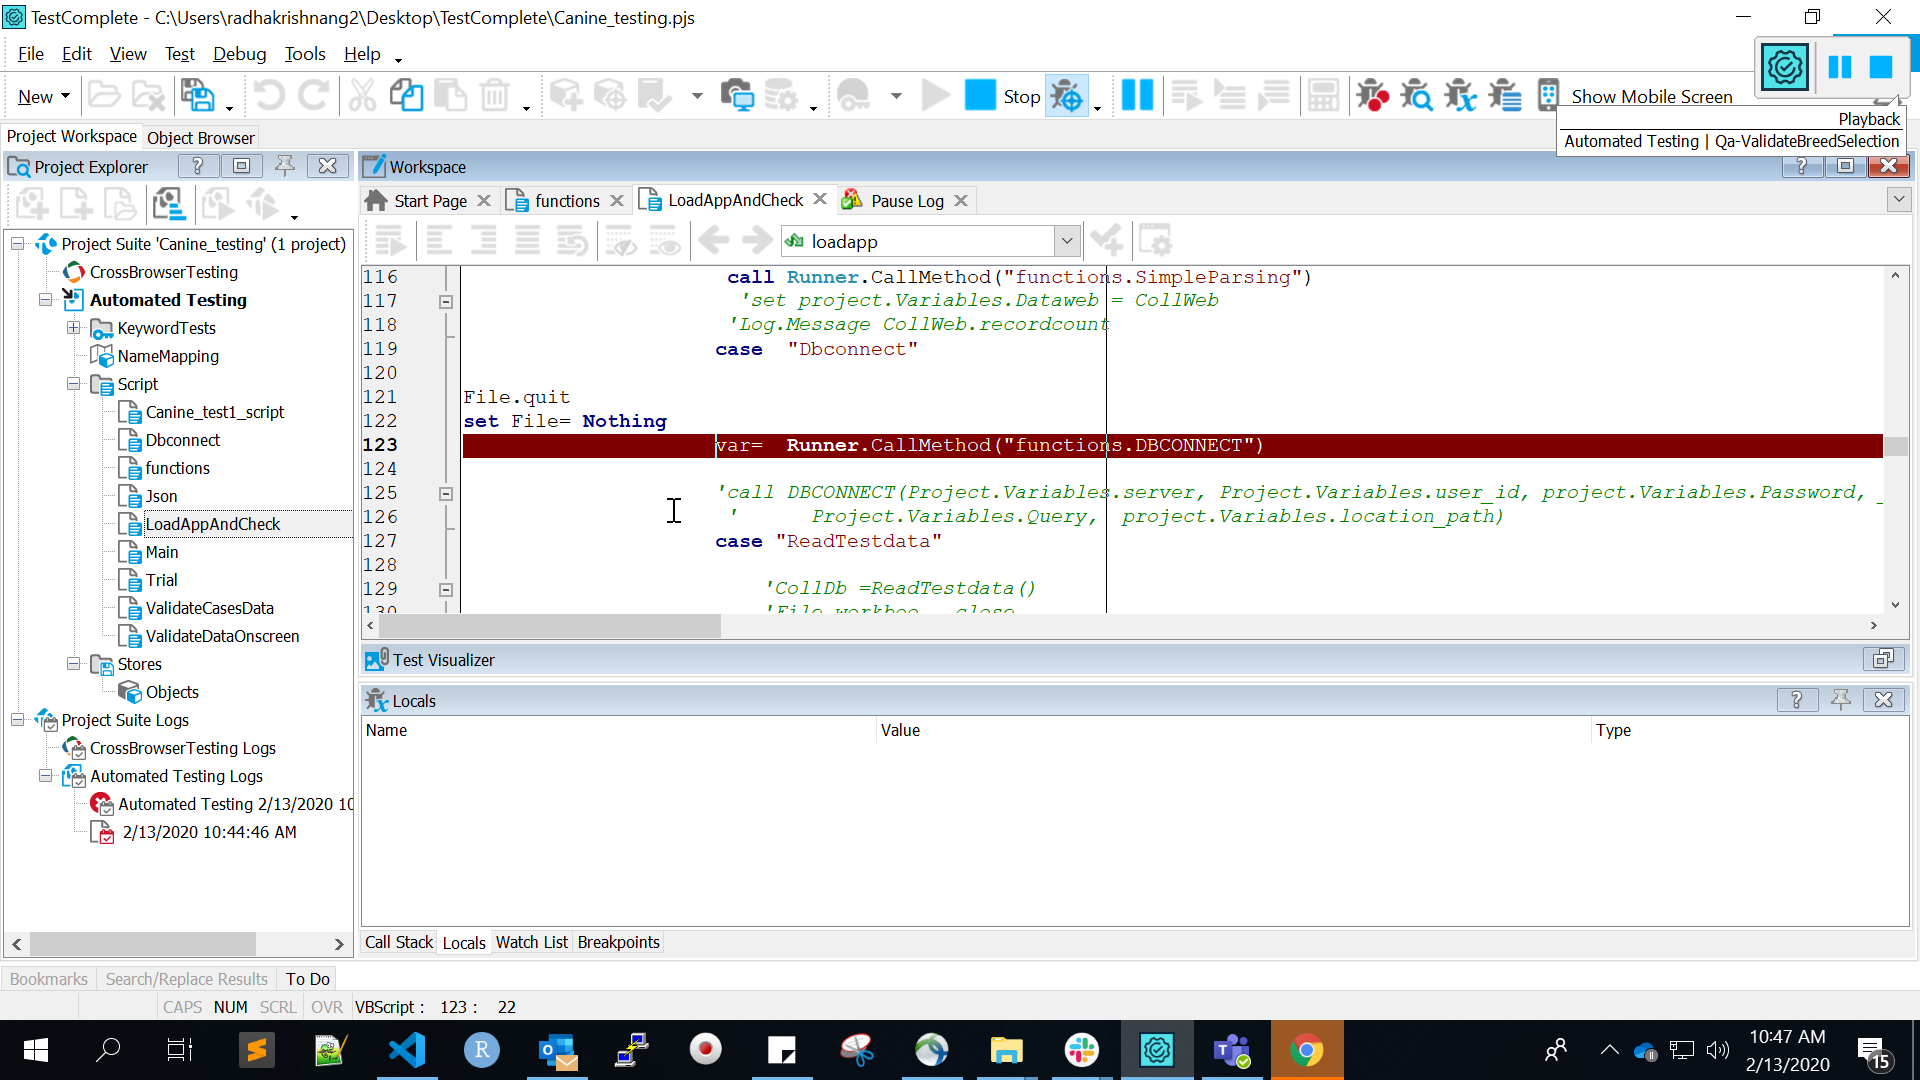 TestComplete - C:\Users\radhakrishnang2\Desktop\TestComplete\Canine_testing.pjs
File Edit View Test Debug Tools Help
New Stop Show Mobile Screen
Playback
Automated Testing | Qa-ValidateBreedSelection
Project Workspace Object Browser
Project Explorer
Project Suite 'Canine_testing' (1 project)
CrossBrowserTesting
Automated Testing
KeywordTests
NameMapping
Script
Canine_test1_script
Dbconnect
functions
Json
LoadAppAndCheck
Main
Trial
ValidateCasesData
ValidateDataOnscreen
Stores
Objects
Project Suite Logs
CrossBrowserTesting Logs
Automated Testing Logs
Automated Testing 2/13/2020 10
2/13/2020 10:44:46 AM
Workspace
Start Page functions LoadAppAndCheck Pause Log
loadapp
116 call Runner.CallMethod("functions.SimpleParsing")
117 'set project.Variables.Dataweb = CollWeb
118 'Log.Message CollWeb.recordcount
119 case "Dbconnect"
120
121 File.quit
122 set File= Nothing
123 var= Runner.CallMethod("functions.DBCONNECT")
124
125 'call DBCONNECT(Project.Variables.server, Project.Variables.user_id, project.Variables.Password, _
126 ' Project.Variables.Query, project.Variables.location_path)
127 case "ReadTestdata"
128
129 'CollDb =ReadTestdata()
130 'File.workboo close
Test Visualizer
Locals
Name Value Type
Call Stack Locals Watch List Breakpoints
Bookmarks Search/Replace Results To Do
CAPS NUM SCRL OVR VBScript : 123 : 22
R
10:47 AM
2/13/2020
15